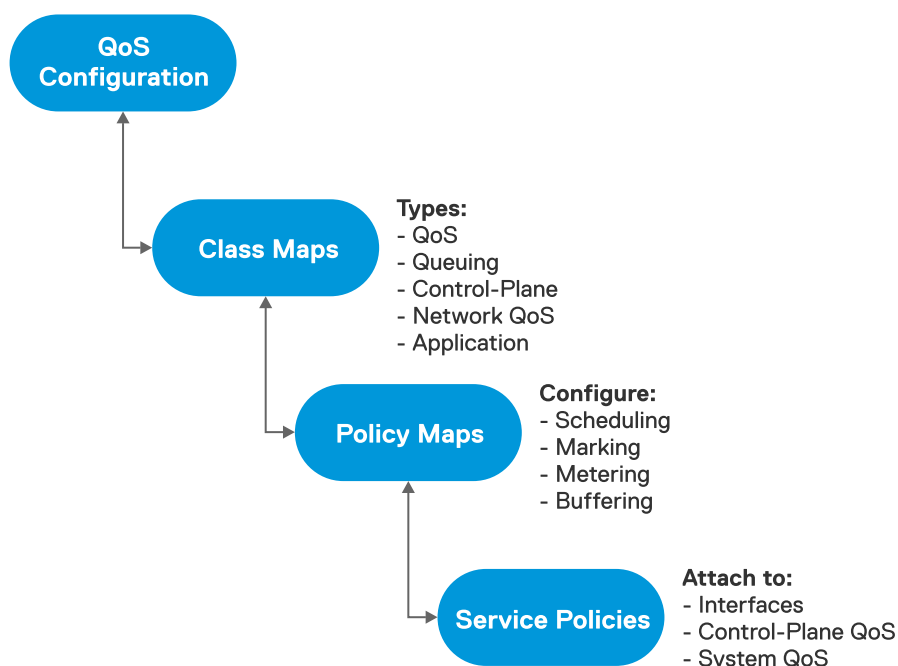 QoS
Configuration
Class Maps
Types:
- QoS
- Queuing
- Control-Plane
- Network QoS
- Application
Policy Maps
Configure:
- Scheduling
- Marking
- Metering
- Buffering
Service Policies
Attach to:
- Interfaces
- Control-Plane QoS
- System QoS